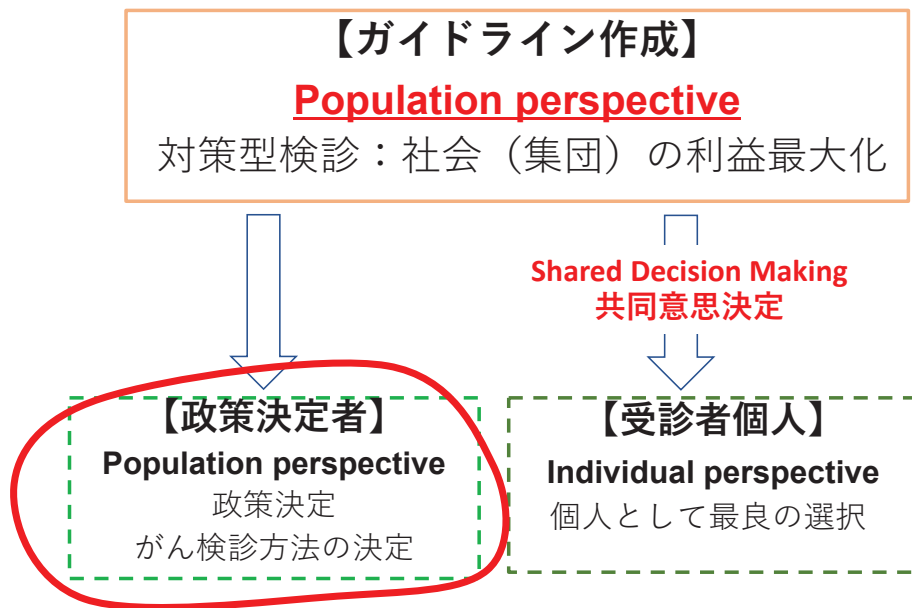 【ガイドライン作成】
Population perspective
対策型検診：社会（集団）の利益最大化
Shared Decision Making
共同意思決定
【政策決定者】
Population perspective
政策決定
がん検診方法の決定
【受診者個人】
Individual perspective
個人として最良の選択